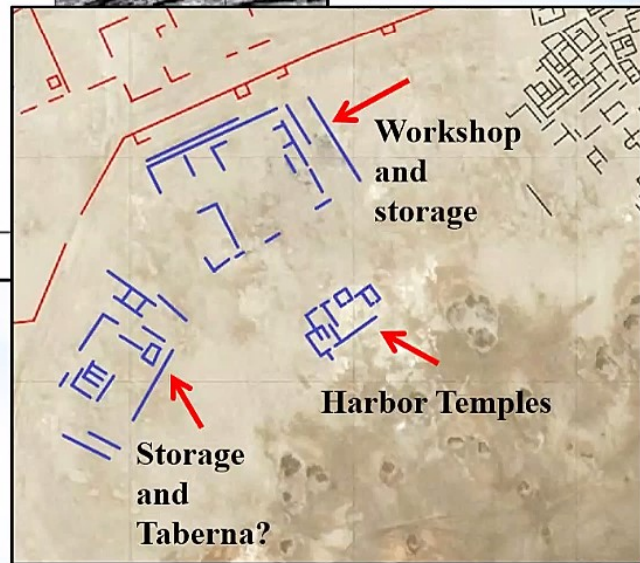 Workshop
and
storage
Harbor Temples
Storage
and
Taberna?